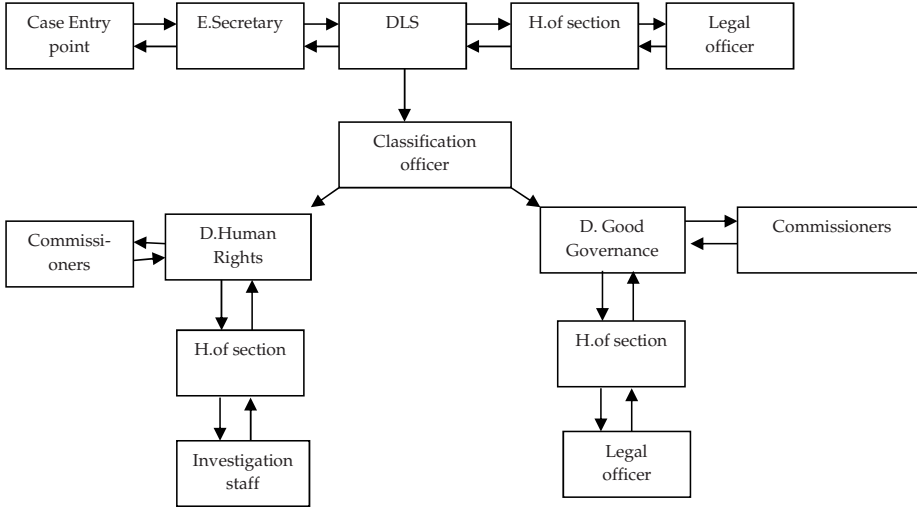 Case Entry
point
E.Secretary
DLS
H.of section
Legal
officer
Classification
officer
Commissi-
oners
D.Human
Rights
D. Good
Governance
Commissioners
H.of section
H.of section
Investigation
staff
Legal
officer